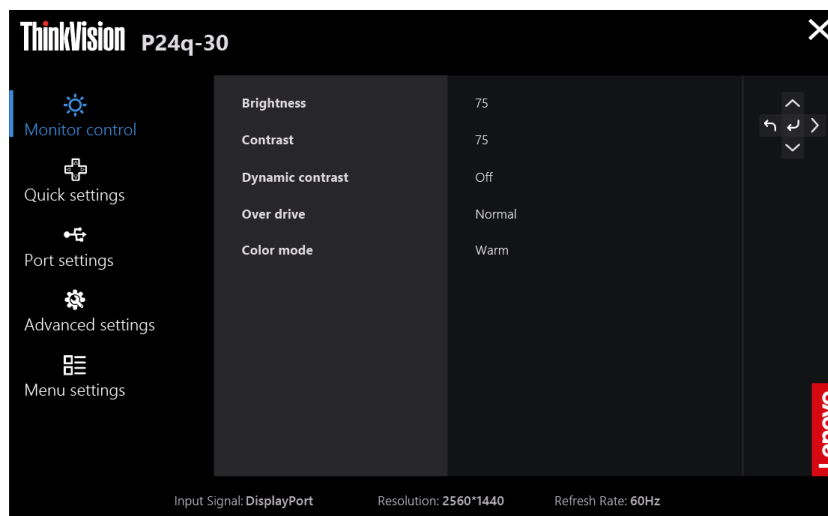 ThinkVision P24q-30
Monitor control
Quick settings
Port settings
Advanced settings
Menu settings
Brightness 75
Contrast 75
Dynamic contrast Off
Over drive Normal
Color mode Warm
Lenovo
Input Signal: DisplayPort Resolution: 2560*1440 Refresh Rate: 60Hz